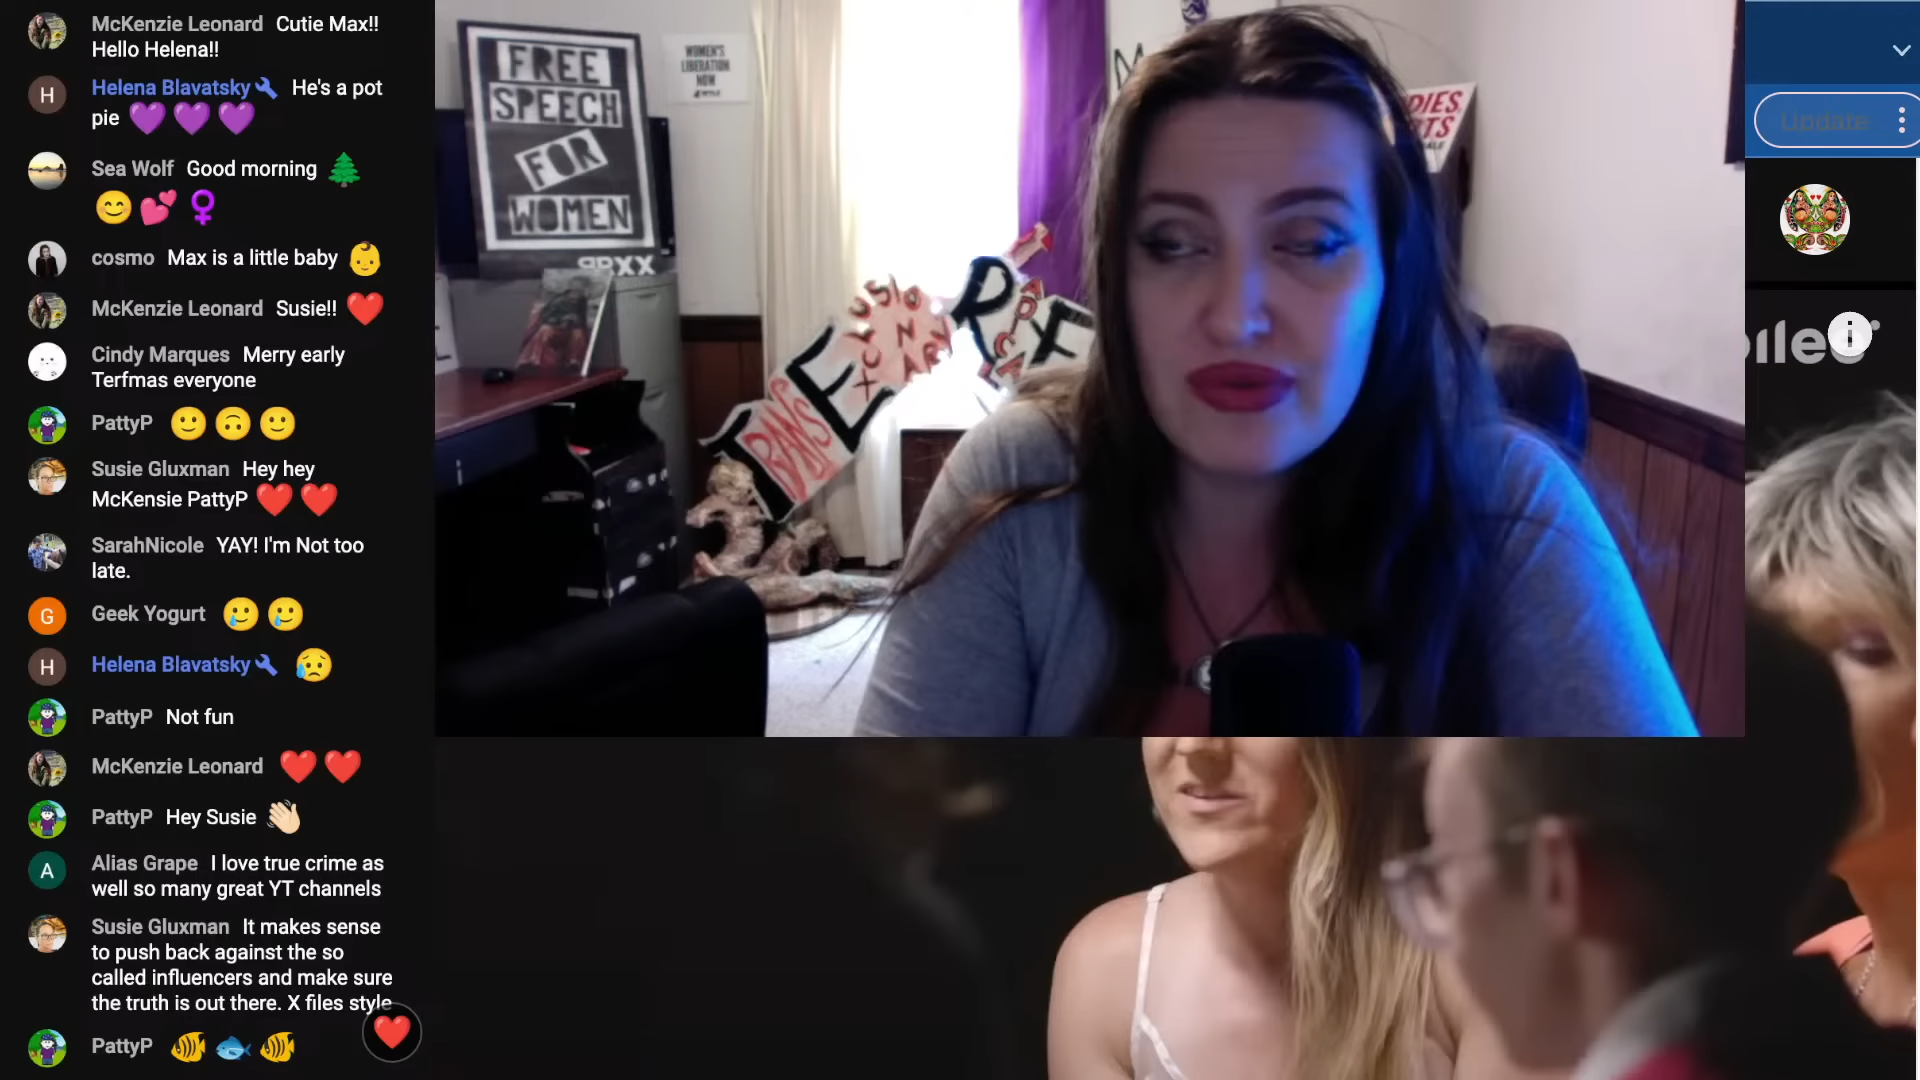 McKenzie Leonard Cutie Max!!
Hello Helena!!
H
Helena Blavatsky🔧 He's a pot
pie 💜💜💜
Sea Wolf Good morning 🌲
😊💕♀️
cosmo Max is a little baby 👶
McKenzie Leonard Susie!! ❤️
Cindy Marques Merry early
Terfmas everyone
PattyP 🙂🙃🙂
Susie Gluxman Hey hey
McKensie PattyP ❤️❤️
SarahNicole YAY! I'm Not too
late.
G
Geek Yogurt 🥲🥲
H
Helena Blavatsky🔧 😥
PattyP Not fun
McKenzie Leonard ❤️❤️
PattyP Hey Susie 👋🏻
A
Alias Grape I love true crime as
well so many great YT channels
Susie Gluxman It makes sense
to push back against the so
called influencers and make sure
the truth is out there. X files style
PattyP 🐠🐟🐠
FREE
SPEECH
FOR
WOMEN
WOMEN'S
LIBERATION
NOW
TRANS
EXCLUSIONARY
Update